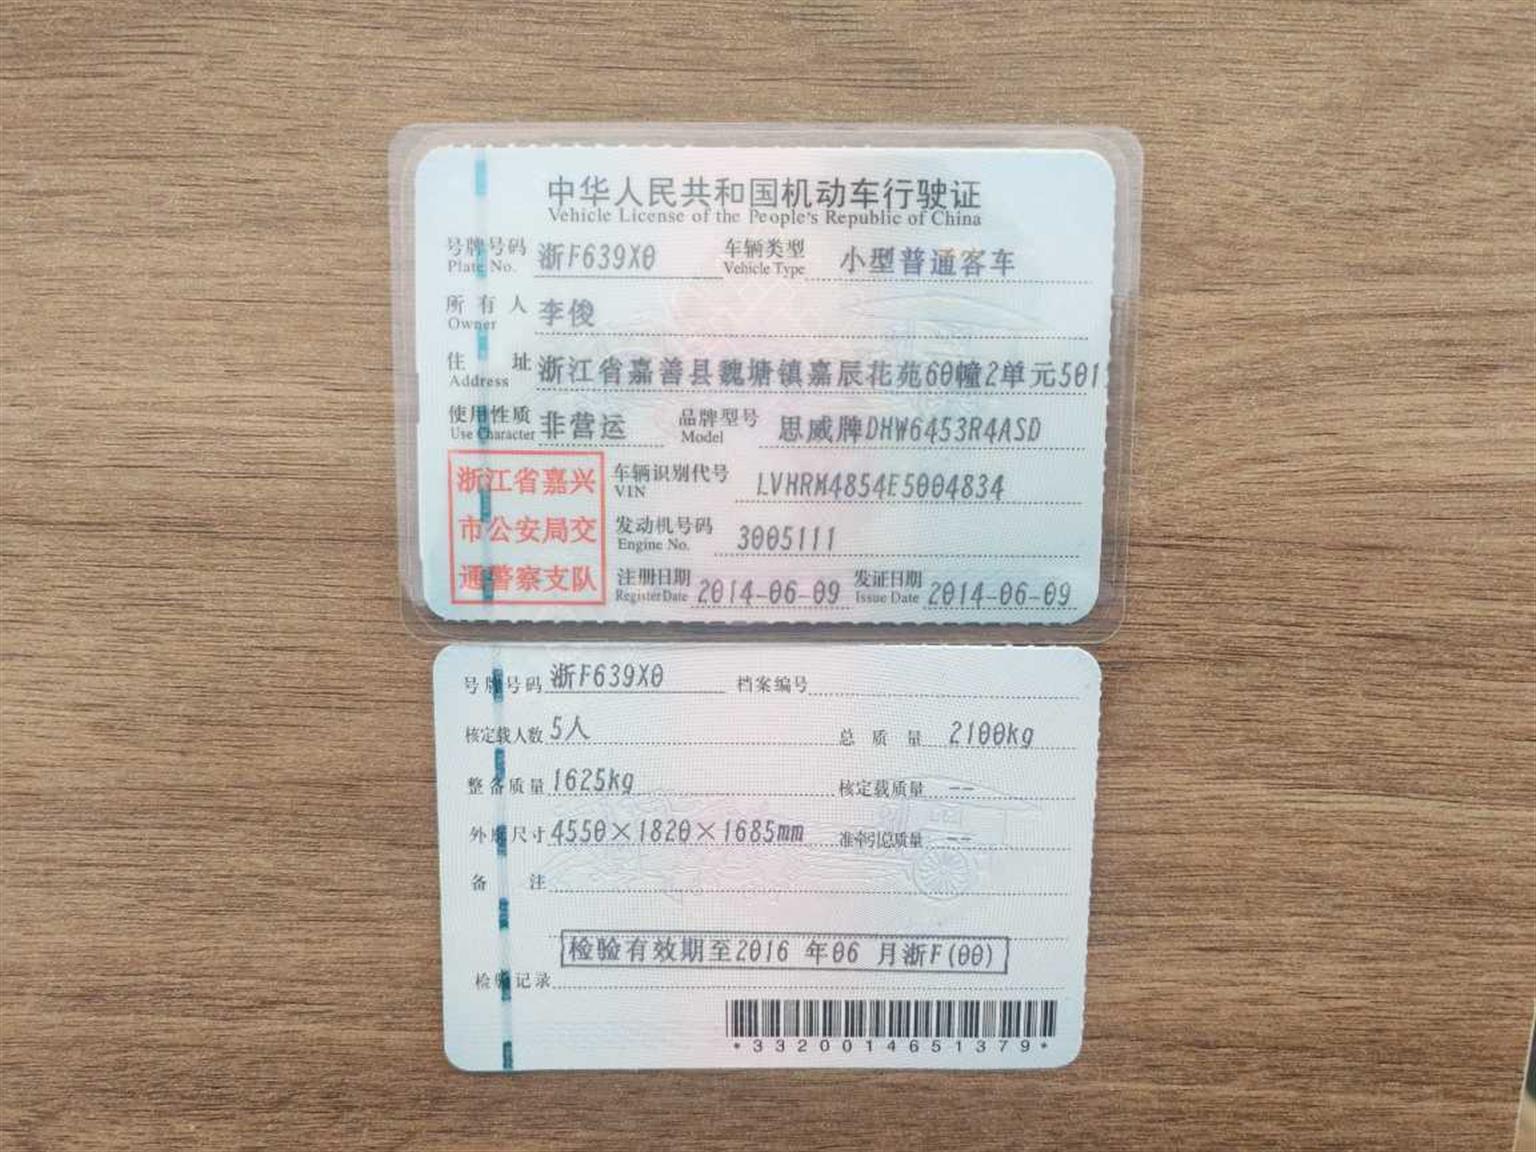 中华人民共和国机动车行驶证
Vehicle License of the People's Republic of China
号牌号码 浙F639X0 车辆类型 小型普通客车
Plate No. Vehicle Type
所有人 李俊
Owner
住址 浙江省嘉善县魏塘镇嘉辰花苑60幢2单元501
Address
使用性质 非营运 品牌型号 思威牌DHW6453R4ASD
Use Character Model
浙江省嘉兴
市公安局交
通警察支队
车辆识别代号 LVHRM4854E5004834
VIN
发动机号码 3005111
Engine No.
注册日期 2014-06-09 发证日期 2014-06-09
Register Date Issue Date
号牌号码 浙F639X0 档案编号
核定载人数 5人 总质量 2100kg
整备质量 1625kg 核定载质量 --
外廓尺寸 4550×1820×1685mm 准牵引总质量 --
备注
检验有效期至2016 年06 月浙F(00)
检验记录
*3320014651379*